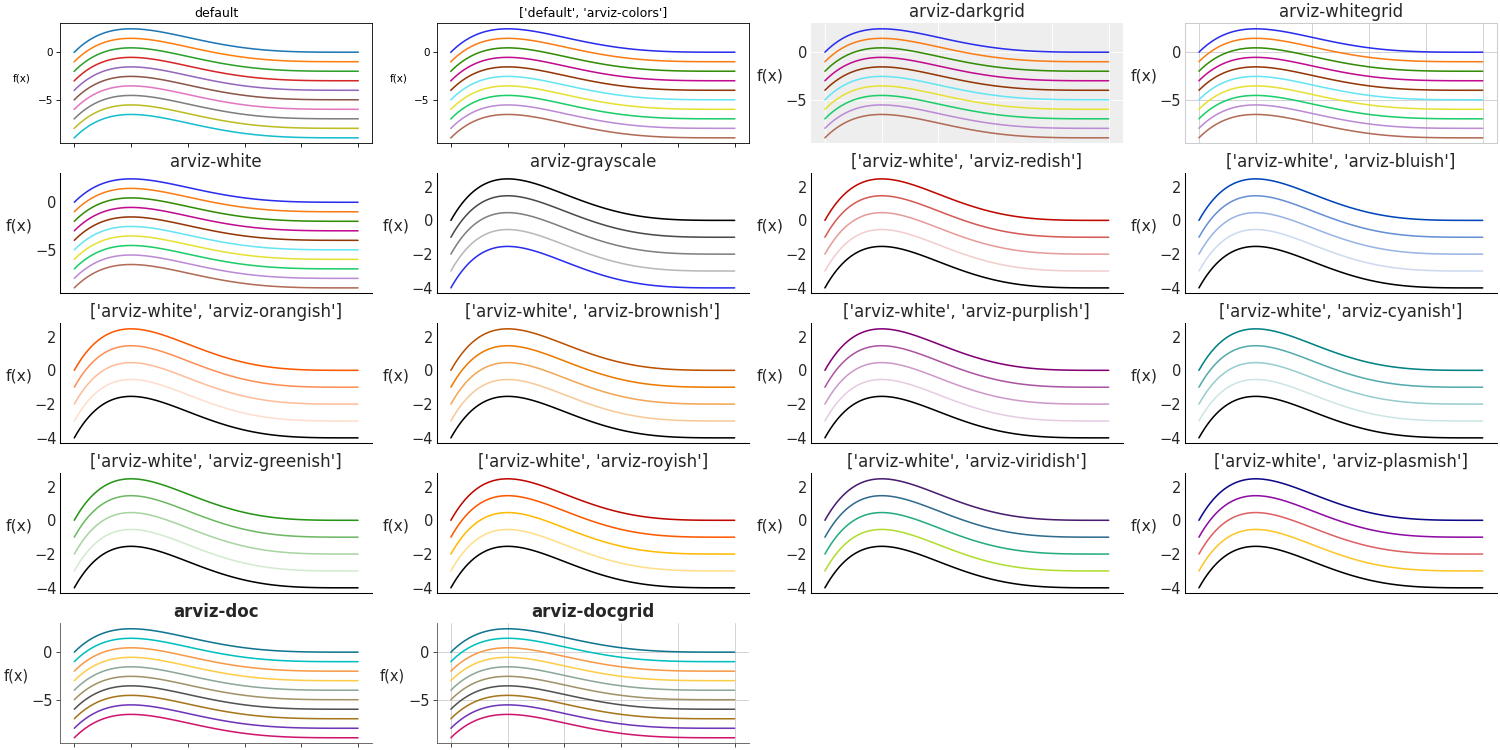 default
['default', 'arviz-colors']
arviz-darkgrid
arviz-whitegrid
0
f(x)
−5
0
f(x)
−5
0
f(x)
−5
0
f(x)
−5
arviz-white
arviz-grayscale
['arviz-white', 'arviz-redish']
['arviz-white', 'arviz-bluish']
0
f(x)
−5
2
0
f(x)
−2
−4
2
0
f(x)
−2
−4
2
0
f(x)
−2
−4
['arviz-white', 'arviz-orangish']
['arviz-white', 'arviz-brownish']
['arviz-white', 'arviz-purplish']
['arviz-white', 'arviz-cyanish']
2
0
f(x)
−2
−4
2
0
f(x)
−2
−4
2
0
f(x)
−2
−4
2
0
f(x)
−2
−4
['arviz-white', 'arviz-greenish']
['arviz-white', 'arviz-royish']
['arviz-white', 'arviz-viridish']
['arviz-white', 'arviz-plasmish']
2
0
f(x)
−2
−4
2
0
f(x)
−2
−4
2
0
f(x)
−2
−4
2
0
f(x)
−2
−4
arviz-doc
arviz-docgrid
0
f(x)
−5
0
f(x)
−5